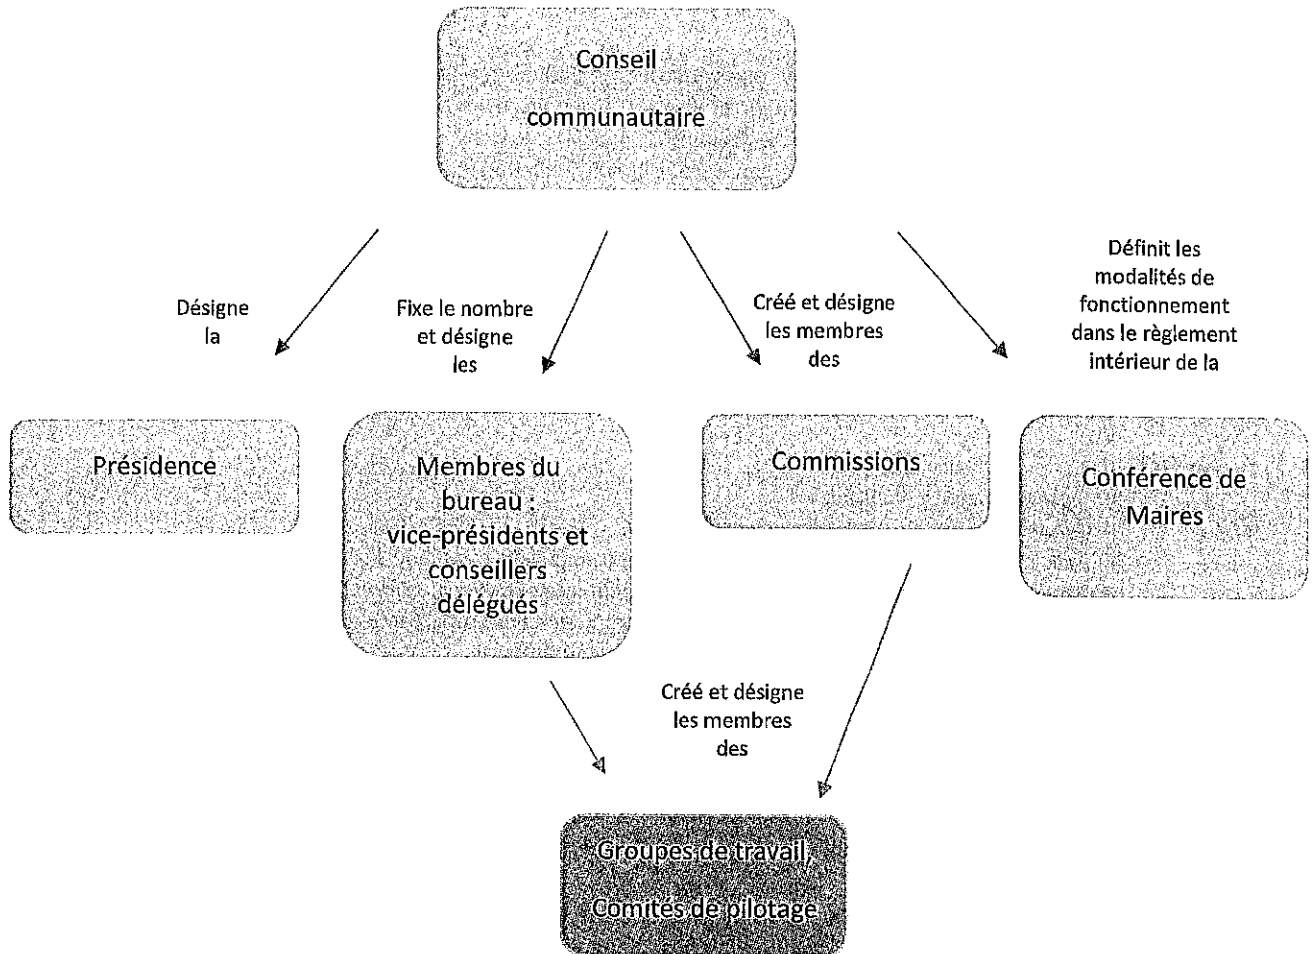 Conseil
communautaire
Désigne
la
Fixe le nombre
et désigne
les
Créé et désigne
les membres
des
Définit les
modalités de
fonctionnement
dans le règlement
intérieur de la
Présidence
Membres du
bureau :
vice-présidents et
conseillers
délégués
Commissions
Conférence de
Maires
Créé et désigne
les membres
des
Groupes de travail,
Comités de pilotage